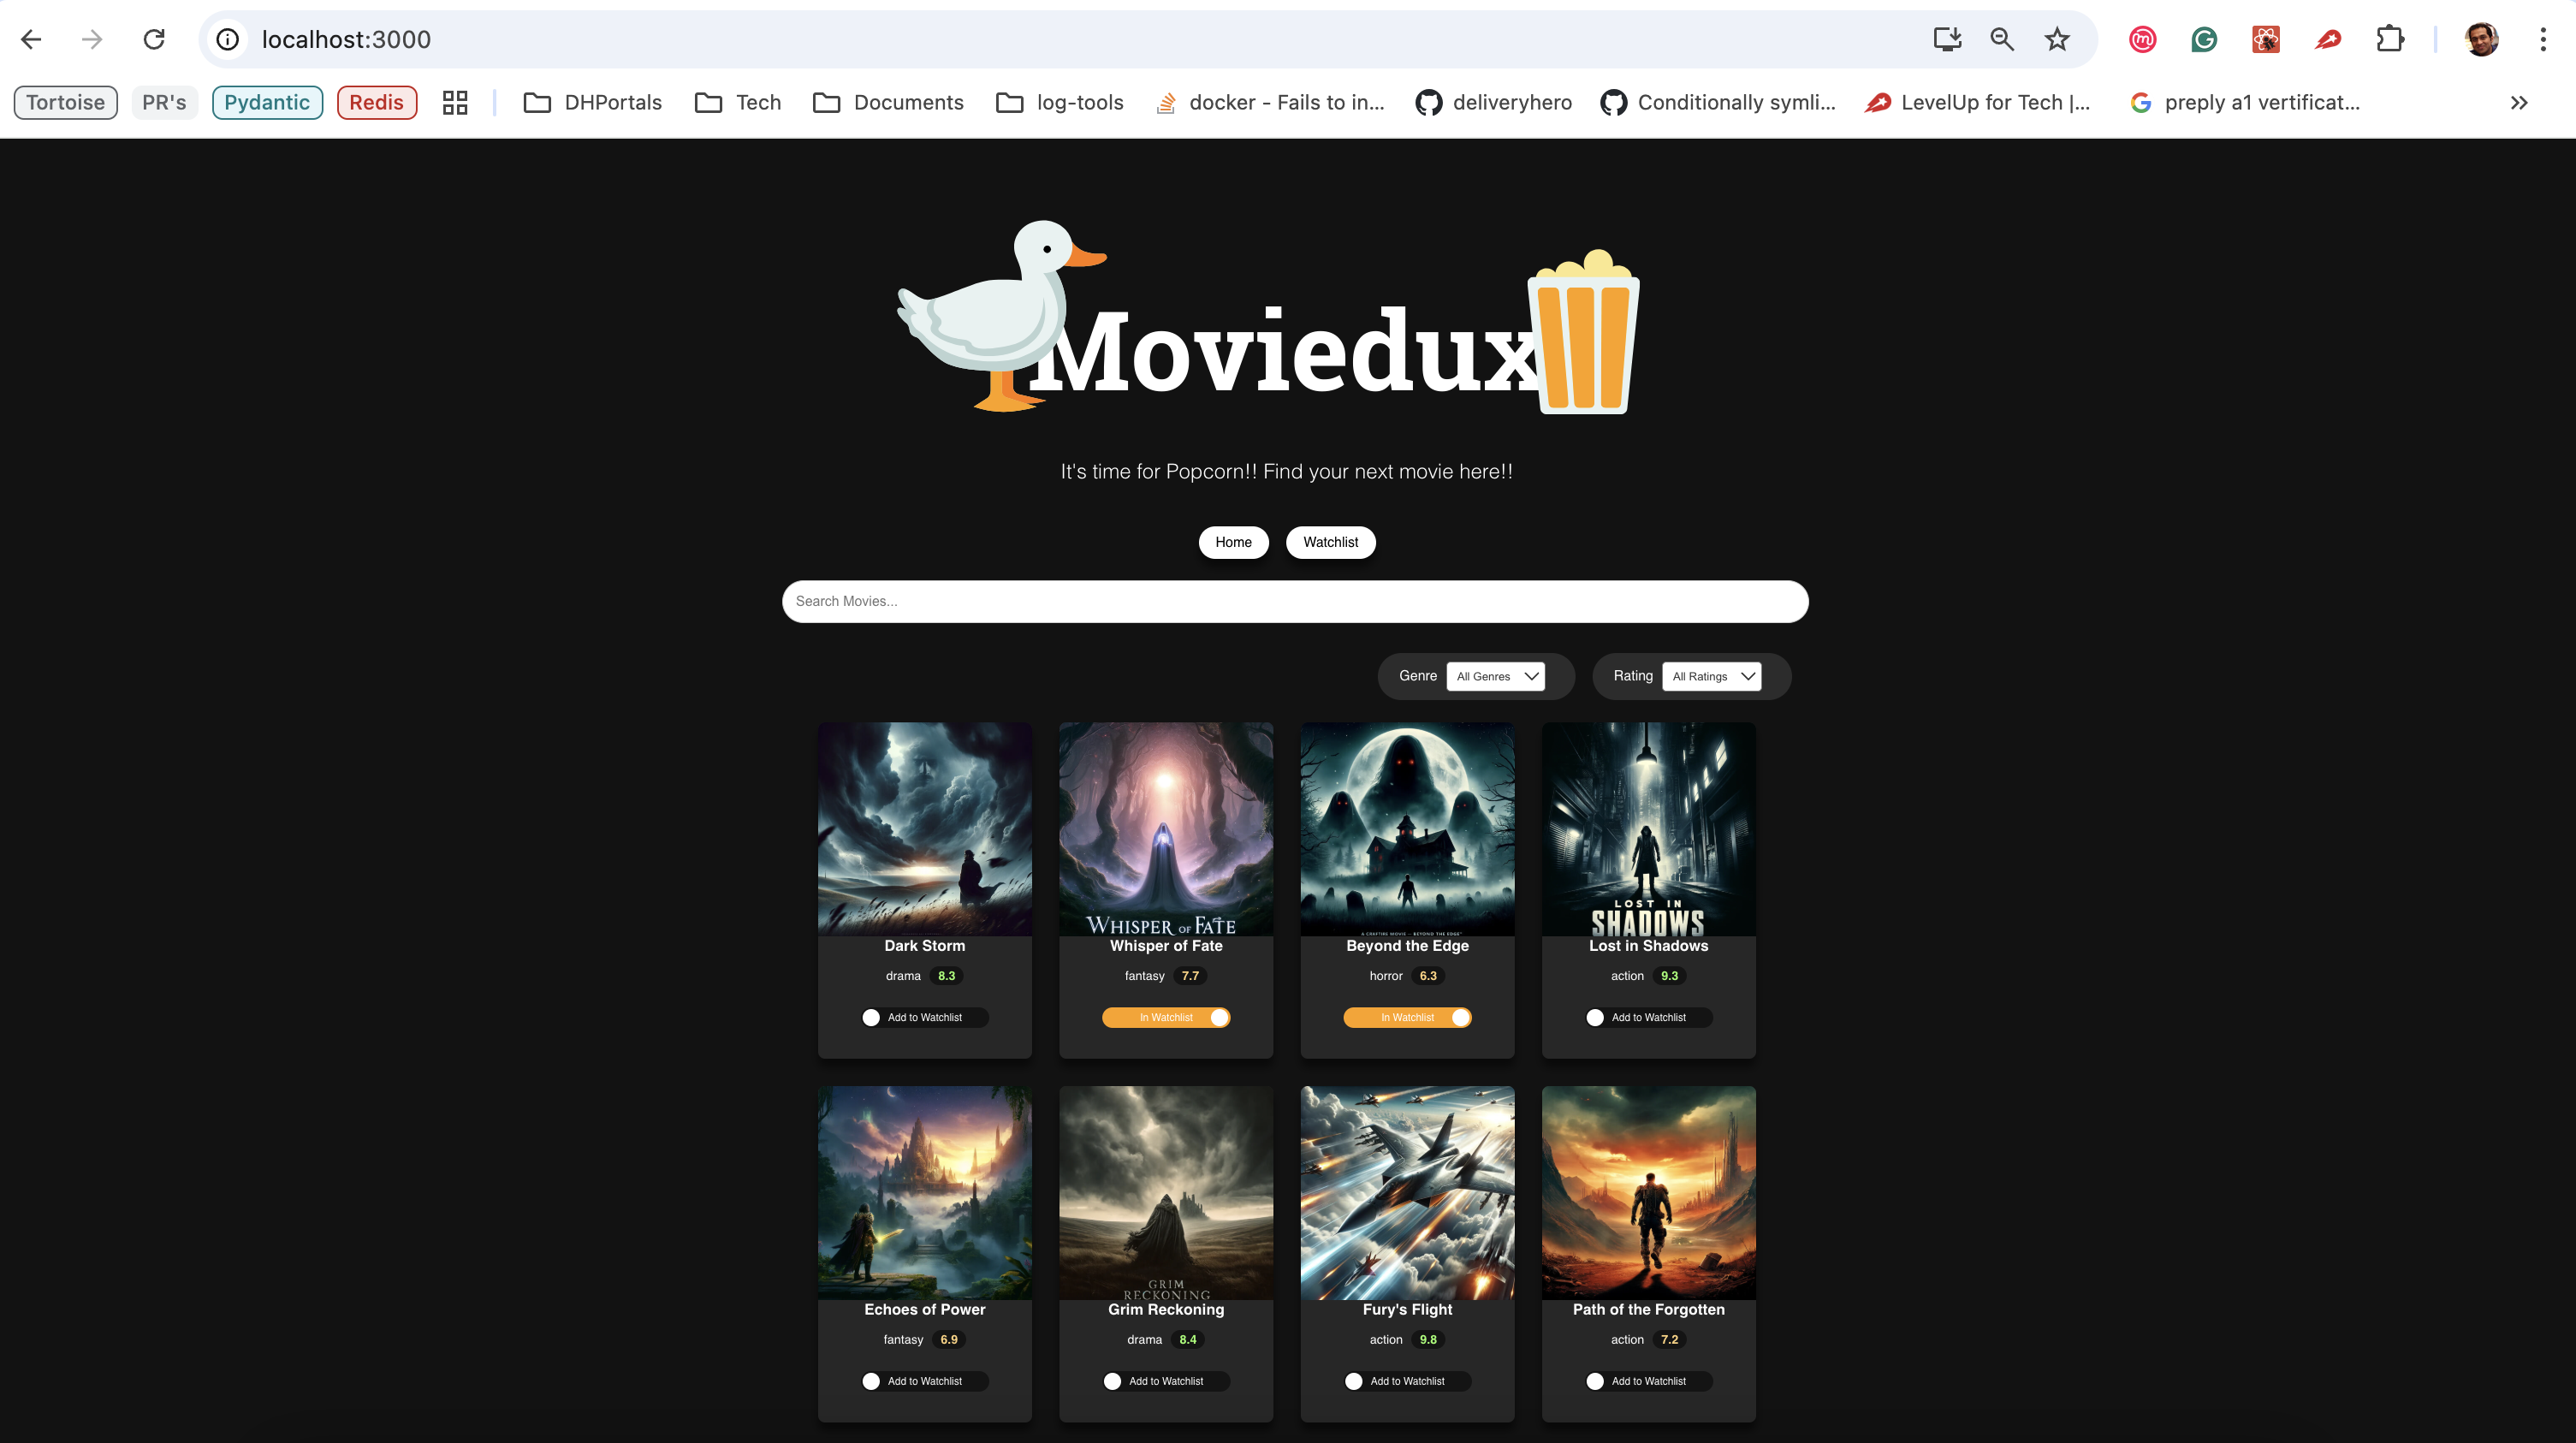 localhost:3000
Tortoise PR's Pydantic Redis DHPortals Tech Documents log-tools docker - Fails to in... deliveryhero Conditionally symli... LevelUp for Tech |... preply a1 vertificat...
Moviedux
It's time for Popcorn!! Find your next movie here!!
Home Watchlist
Search Movies...
Genre All Genres Rating All Ratings
WHISPER OF FATE
A CRAFTING MOVIE -- BEYOND THE EDGE
LOST IN
SHADOWS
Dark Storm Whisper of Fate Beyond the Edge Lost in Shadows
drama 8.3 fantasy 7.7 horror 6.3 action 9.3
Add to Watchlist In Watchlist In Watchlist Add to Watchlist
GRIM
RECKONING
Echoes of Power Grim Reckoning Fury's Flight Path of the Forgotten
fantasy 6.9 drama 8.4 action 9.8 action 7.2
Add to Watchlist Add to Watchlist Add to Watchlist Add to Watchlist